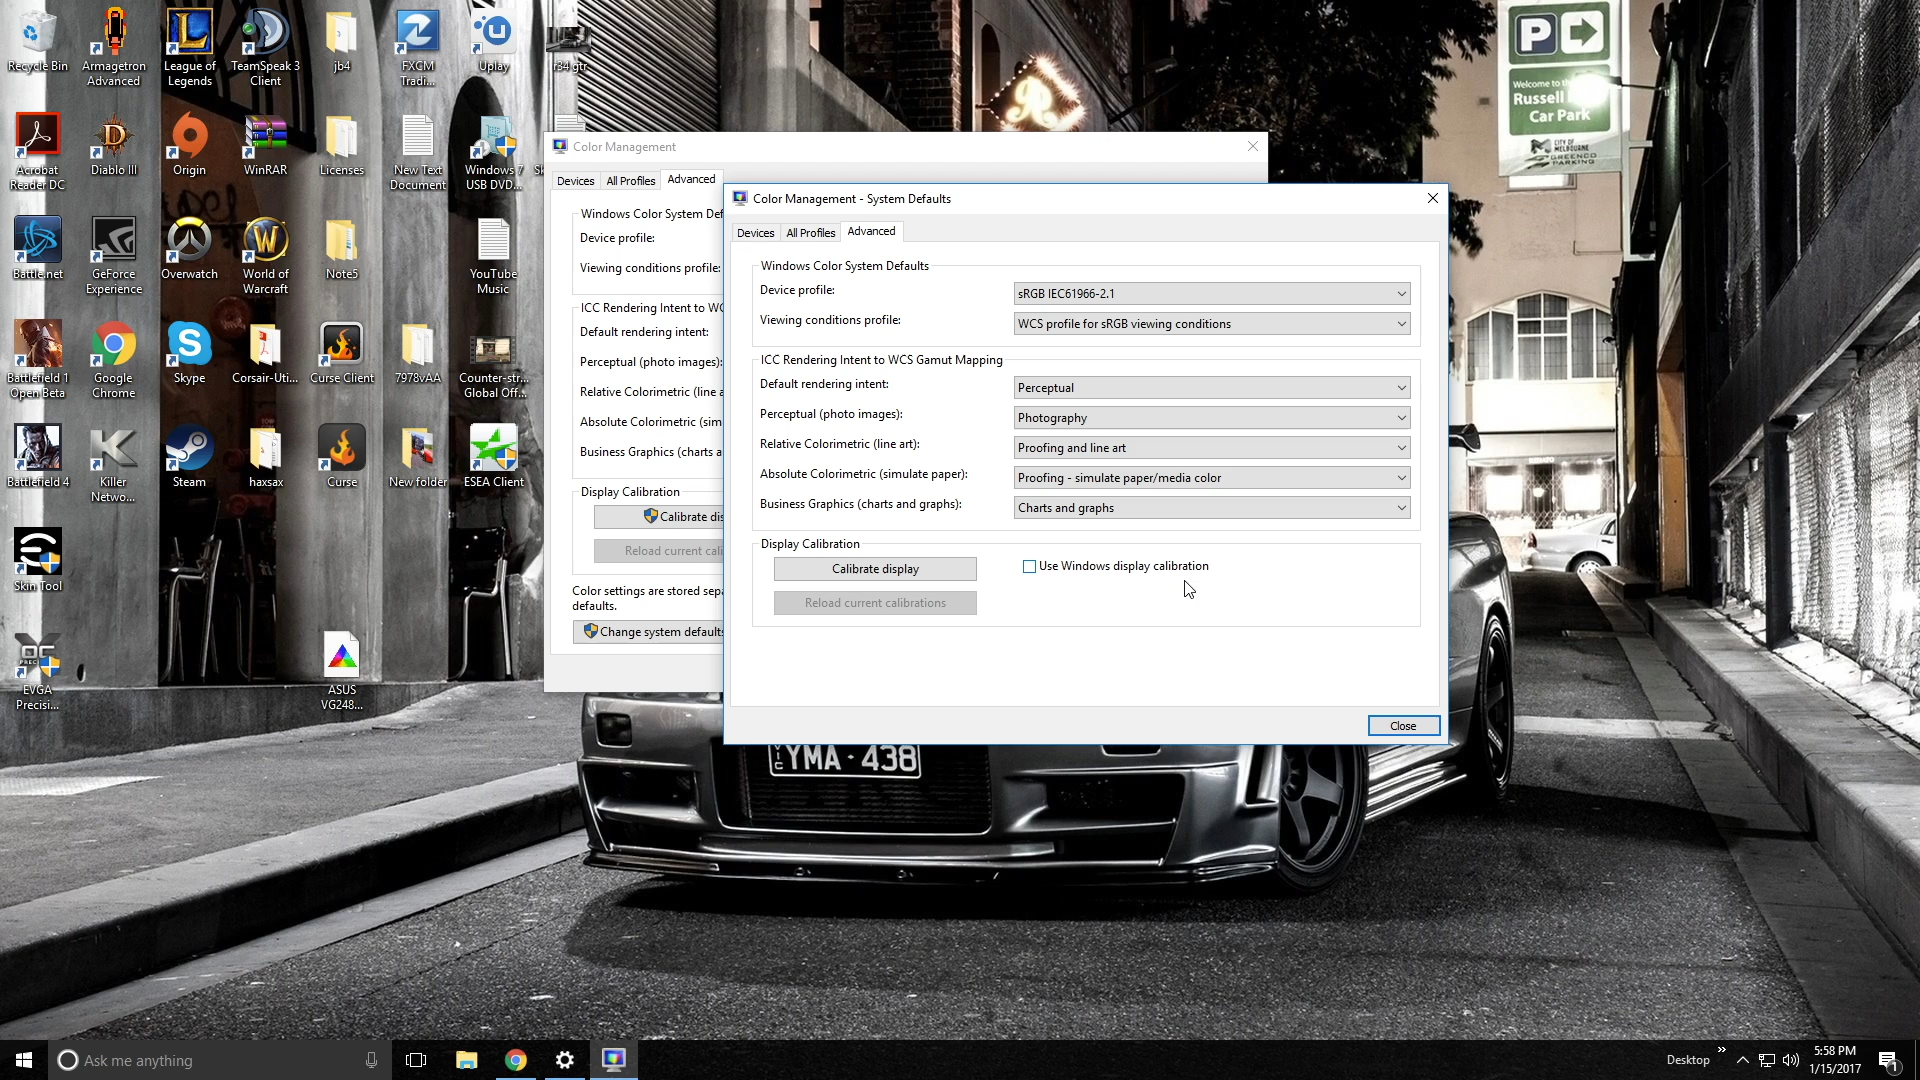 Recycle Bin
Armagetron
Advanced
League of
Legends
TeamSpeak 3
Client
jb4
FXCM
Tradi...
Uplay
r34 gtr
Acrobat
Reader DC
Diablo III
Origin
WinRAR
Licenses
New Text
Document
Windows 7
USB DVD...
Battle.net
GeForce
Experience
Overwatch
World of
Warcraft
Note5
YouTube
Music
Battlefield 1
Open Beta
Google
Chrome
Skype
Corsair-Uti...
Curse Client
7978vAA
Counter-str...
Global Off...
Battlefield 4
Killer
Netwo...
Steam
haxsax
Curse
New folder
ESEA Client
Skin Tool
EVGA
Precisi...
ASUS
VG248...
Color Management
Devices
All Profiles
Advanced
Windows Color System Def
Device profile:
Viewing conditions profile:
ICC Rendering Intent to WC
Default rendering intent:
Perceptual (photo images):
Relative Colorimetric (line a
Absolute Colorimetric (sim
Business Graphics (charts a
Display Calibration
Calibrate dis
Reload current cali
Color settings are stored sepa
defaults.
Change system defaults
Color Management - System Defaults
Devices
All Profiles
Advanced
Windows Color System Defaults
Device profile:
sRGB IEC61966-2.1
Viewing conditions profile:
WCS profile for sRGB viewing conditions
ICC Rendering Intent to WCS Gamut Mapping
Default rendering intent:
Perceptual
Perceptual (photo images):
Photography
Relative Colorimetric (line art):
Proofing and line art
Absolute Colorimetric (simulate paper):
Proofing - simulate paper/media color
Business Graphics (charts and graphs):
Charts and graphs
Display Calibration
Calibrate display
Use Windows display calibration
Reload current calibrations
Close
P
Welcome to the
Russell
Car Park
CITY OF
MELBOURNE
GREENCO
PARKING
R
YMA·438
Ask me anything
Desktop
5:58 PM
1/15/2017
1